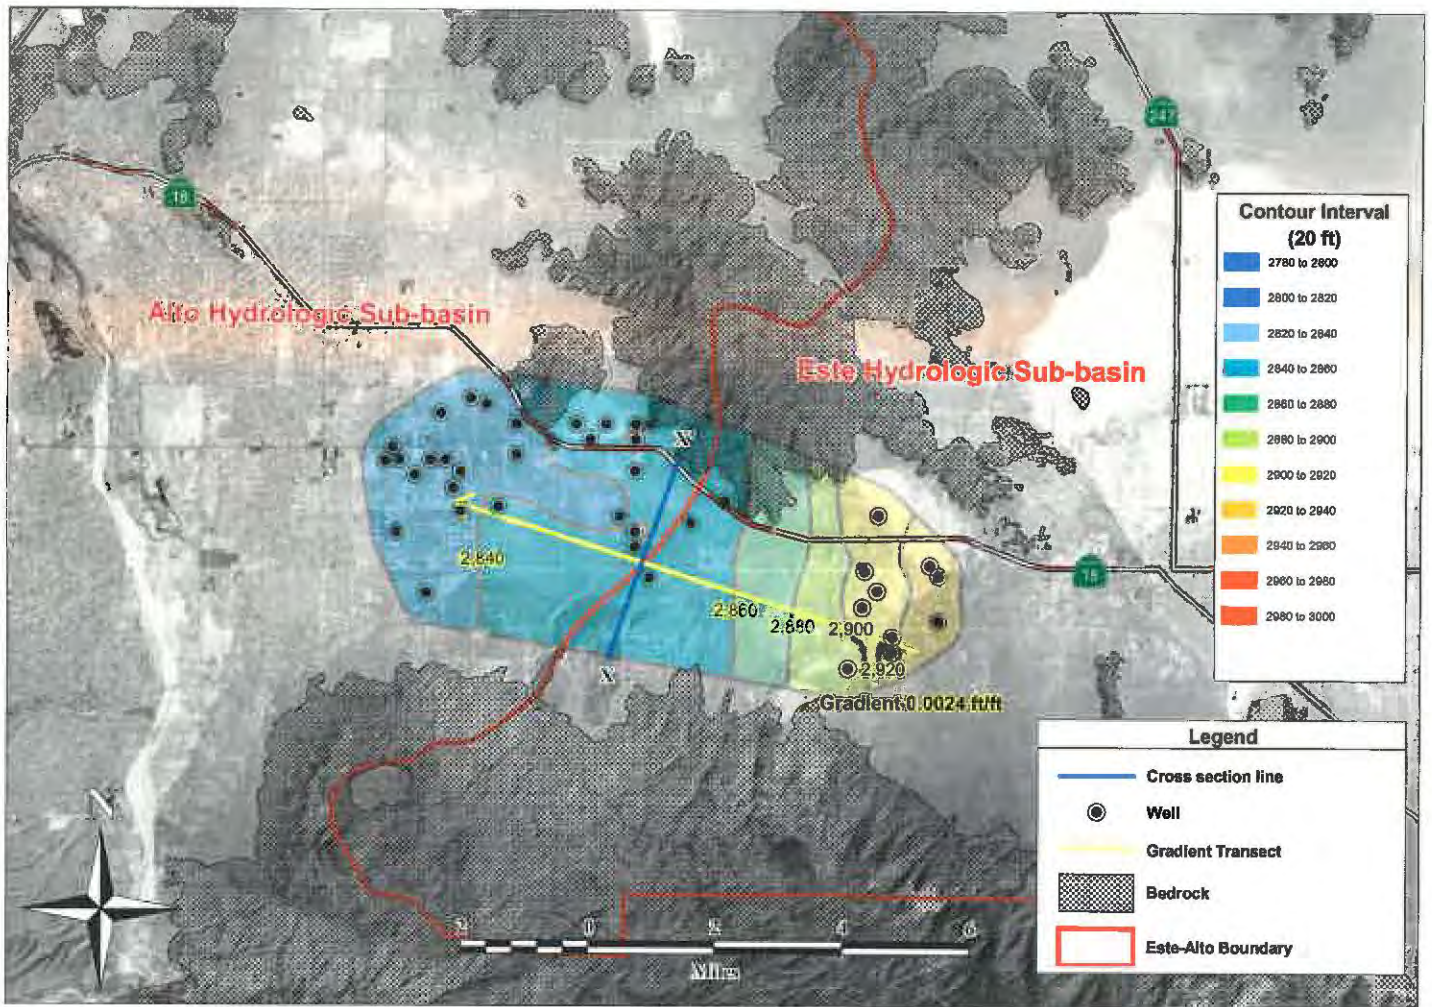 247
18
Contour Interval
(20 ft)
2780 to 2800
2800 to 2820
2820 to 2840
2840 to 2860
2860 to 2880
2880 to 2900
2900 to 2920
2920 to 2940
2940 to 2960
2960 to 2980
2980 to 3000
Alto Hydrologic Sub-basin
Este Hydrologic Sub-basin
X
2,840
18
2,860
2,880
2,900
2,920
X'
Gradient 0.0024 ft/ft
Legend
Cross section line
Well
Gradient Transect
Bedrock
Este-Alto Boundary
N
2
0
2
4
6
Miles